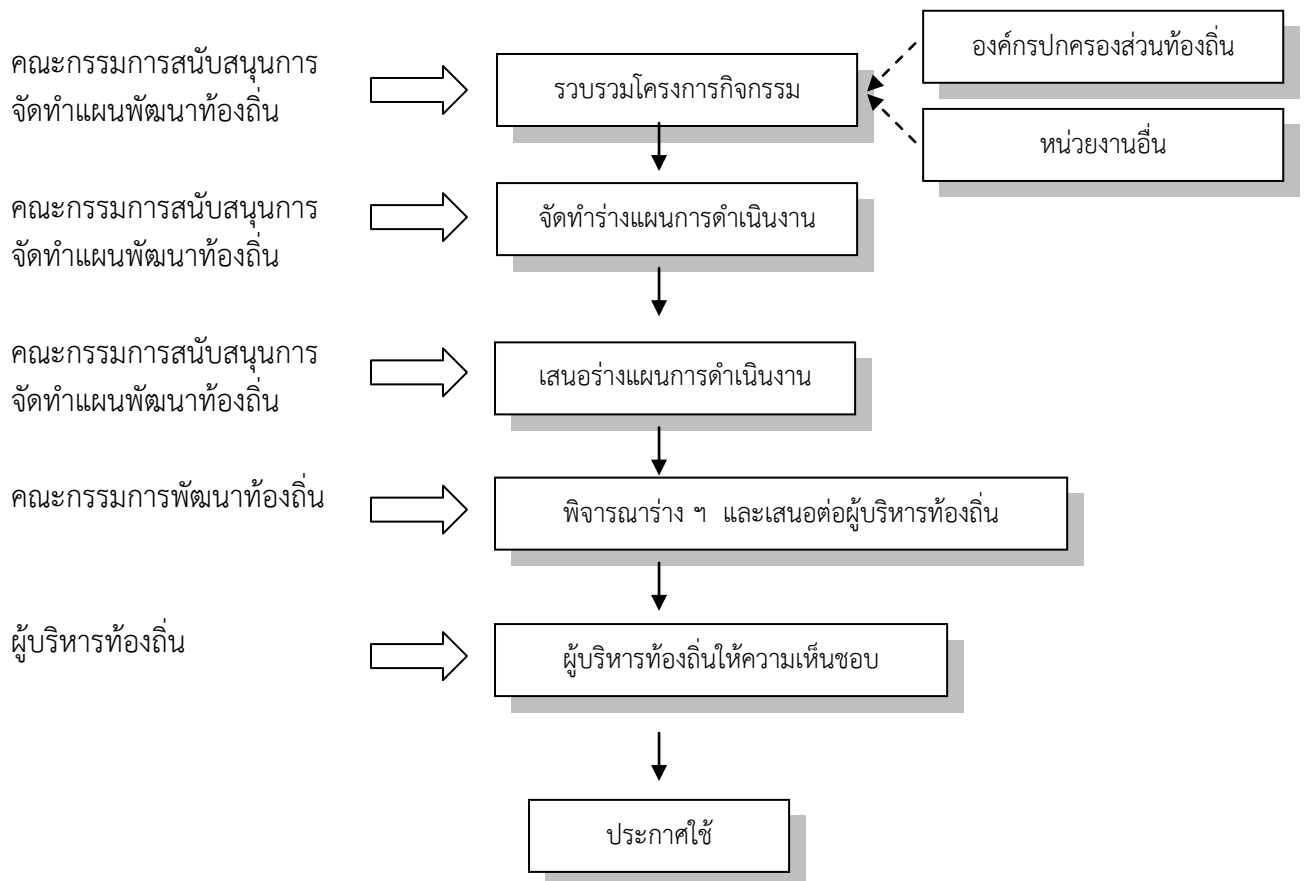 คณะกรรมการสนับสนุนการ
จัดทำแผนพัฒนาท้องถิ่น
รวบรวมโครงการกิจกรรม
องค์กรปกครองส่วนท้องถิ่น
หน่วยงานอื่น
คณะกรรมการสนับสนุนการ
จัดทำแผนพัฒนาท้องถิ่น
จัดทำร่างแผนการดำเนินงาน
คณะกรรมการสนับสนุนการ
จัดทำแผนพัฒนาท้องถิ่น
เสนอร่างแผนการดำเนินงาน
คณะกรรมการพัฒนาท้องถิ่น
พิจารณาร่าง ฯ และเสนอต่อผู้บริหารท้องถิ่น
ผู้บริหารท้องถิ่น
ผู้บริหารท้องถิ่นให้ความเห็นชอบ
ประกาศใช้